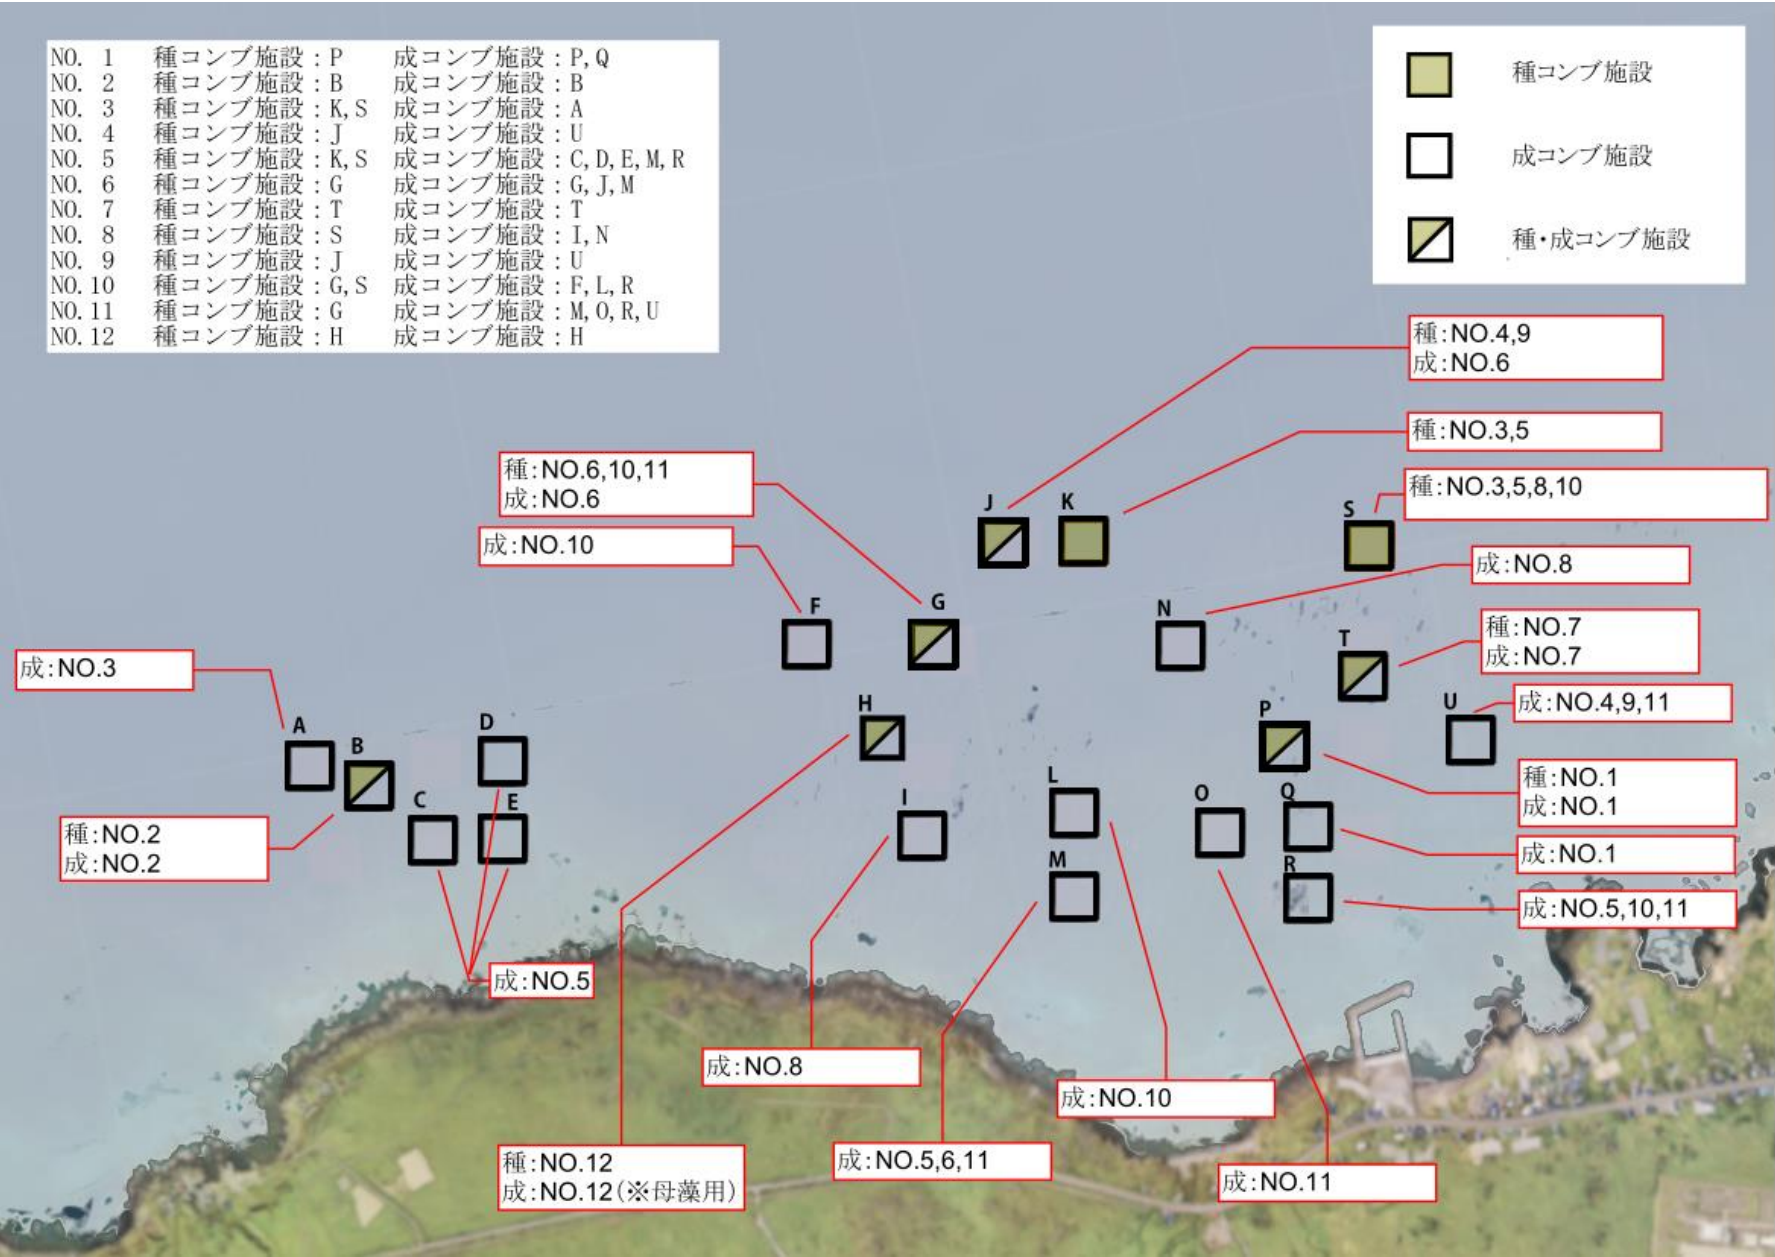 NO. 1 種コンブ施設：P 成コンブ施設：P,Q
NO. 2 種コンブ施設：B 成コンブ施設：B
NO. 3 種コンブ施設：K,S 成コンブ施設：A
NO. 4 種コンブ施設：J 成コンブ施設：U
NO. 5 種コンブ施設：K,S 成コンブ施設：C,D,E,M,R
NO. 6 種コンブ施設：G 成コンブ施設：G,J,M
NO. 7 種コンブ施設：T 成コンブ施設：T
NO. 8 種コンブ施設：S 成コンブ施設：I,N
NO. 9 種コンブ施設：J 成コンブ施設：U
NO.10 種コンブ施設：G,S 成コンブ施設：F,L,R
NO.11 種コンブ施設：G 成コンブ施設：M,O,R,U
NO.12 種コンブ施設：H 成コンブ施設：H
種コンブ施設
成コンブ施設
種・成コンブ施設
種:NO.4,9
成:NO.6
種:NO.3,5
種:NO.6,10,11
成:NO.6
種:NO.3,5,8,10
J
K
S
成:NO.10
成:NO.8
F
G
N
種:NO.7
成:NO.7
T
成:NO.3
成:NO.4,9,11
H
P
U
A
D
B
種:NO.1
成:NO.1
L
C
E
I
O
Q
種:NO.2
成:NO.2
成:NO.1
M
R
成:NO.5,10,11
成:NO.5
成:NO.8
成:NO.10
種:NO.12
成:NO.12(※母藻用)
成:NO.5,6,11
成:NO.11